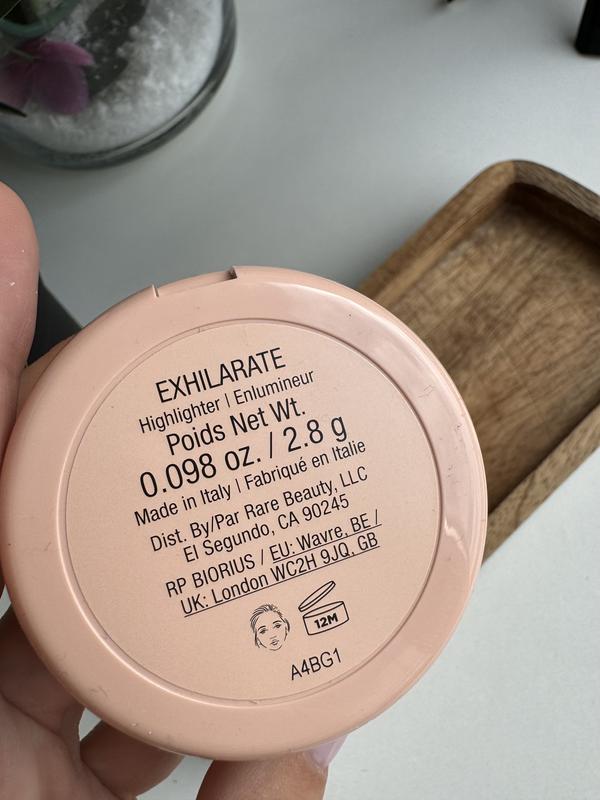 EXHILARATE
Highlighter | Enlumineur
Poids Net Wt.
0.098 oz. / 2.8 g
Made in Italy | Fabriqué en Italie
Dist. By/Par Rare Beauty, LLC
El Segundo, CA 90245
RP BIORIUS / EU: Wavre, BE /
UK: London WC2H 9JQ, GB
12M
A4BG1